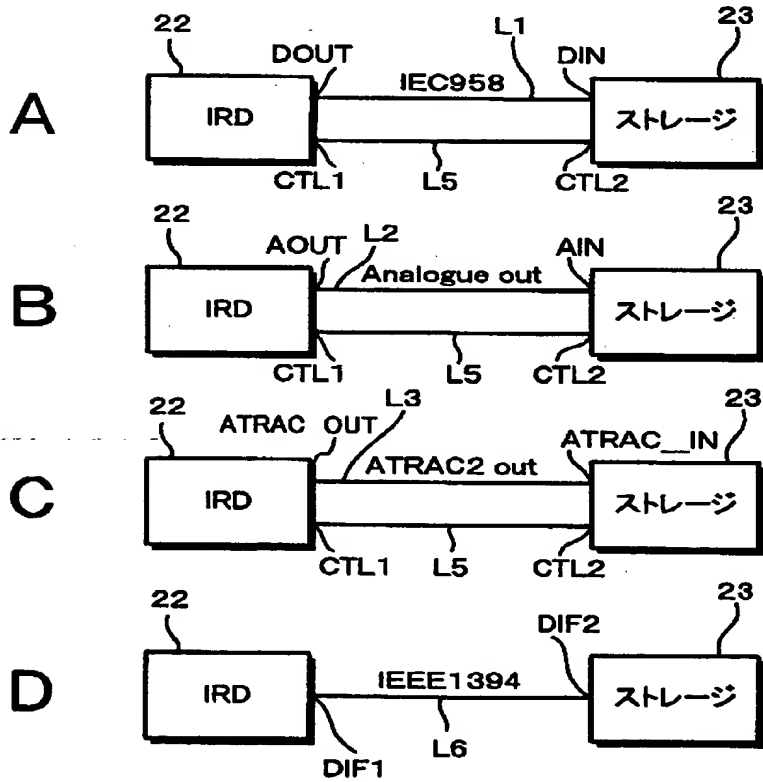 22 DOUT L1 DIN 23
A IRD IEC958 ストレージ
CTL1 L5 CTL2
22 AOUT L2 AIN 23
B IRD Analogue out ストレージ
CTL1 L5 CTL2
22 ATRAC OUT L3 ATRAC__IN 23
C IRD ATRAC2 out ストレージ
CTL1 L5 CTL2
22 DIF2 23
D IRD IEEE1394 ストレージ
DIF1 L6